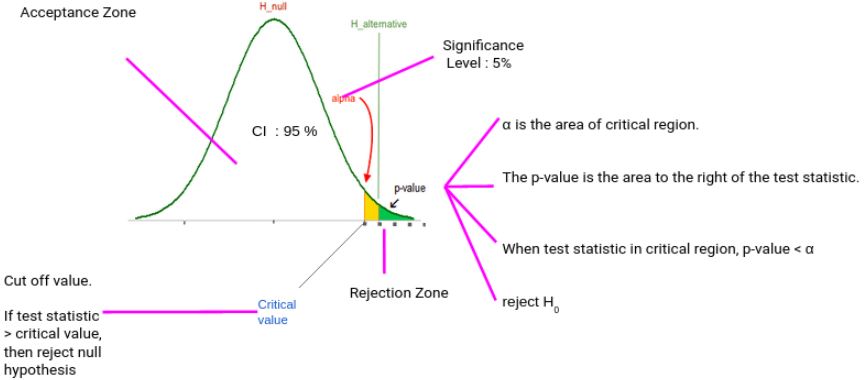 Acceptance Zone
H_null
H_alternative
Significance
Level : 5%
alpha
CI : 95 %
p-value
α is the area of critical region.
The p-value is the area to the right of the test statistic.
When test statistic in critical region, p-value < α
reject H0
Rejection Zone
Critical
value
Cut off value.
If test statistic
> critical value,
then reject null
hypothesis